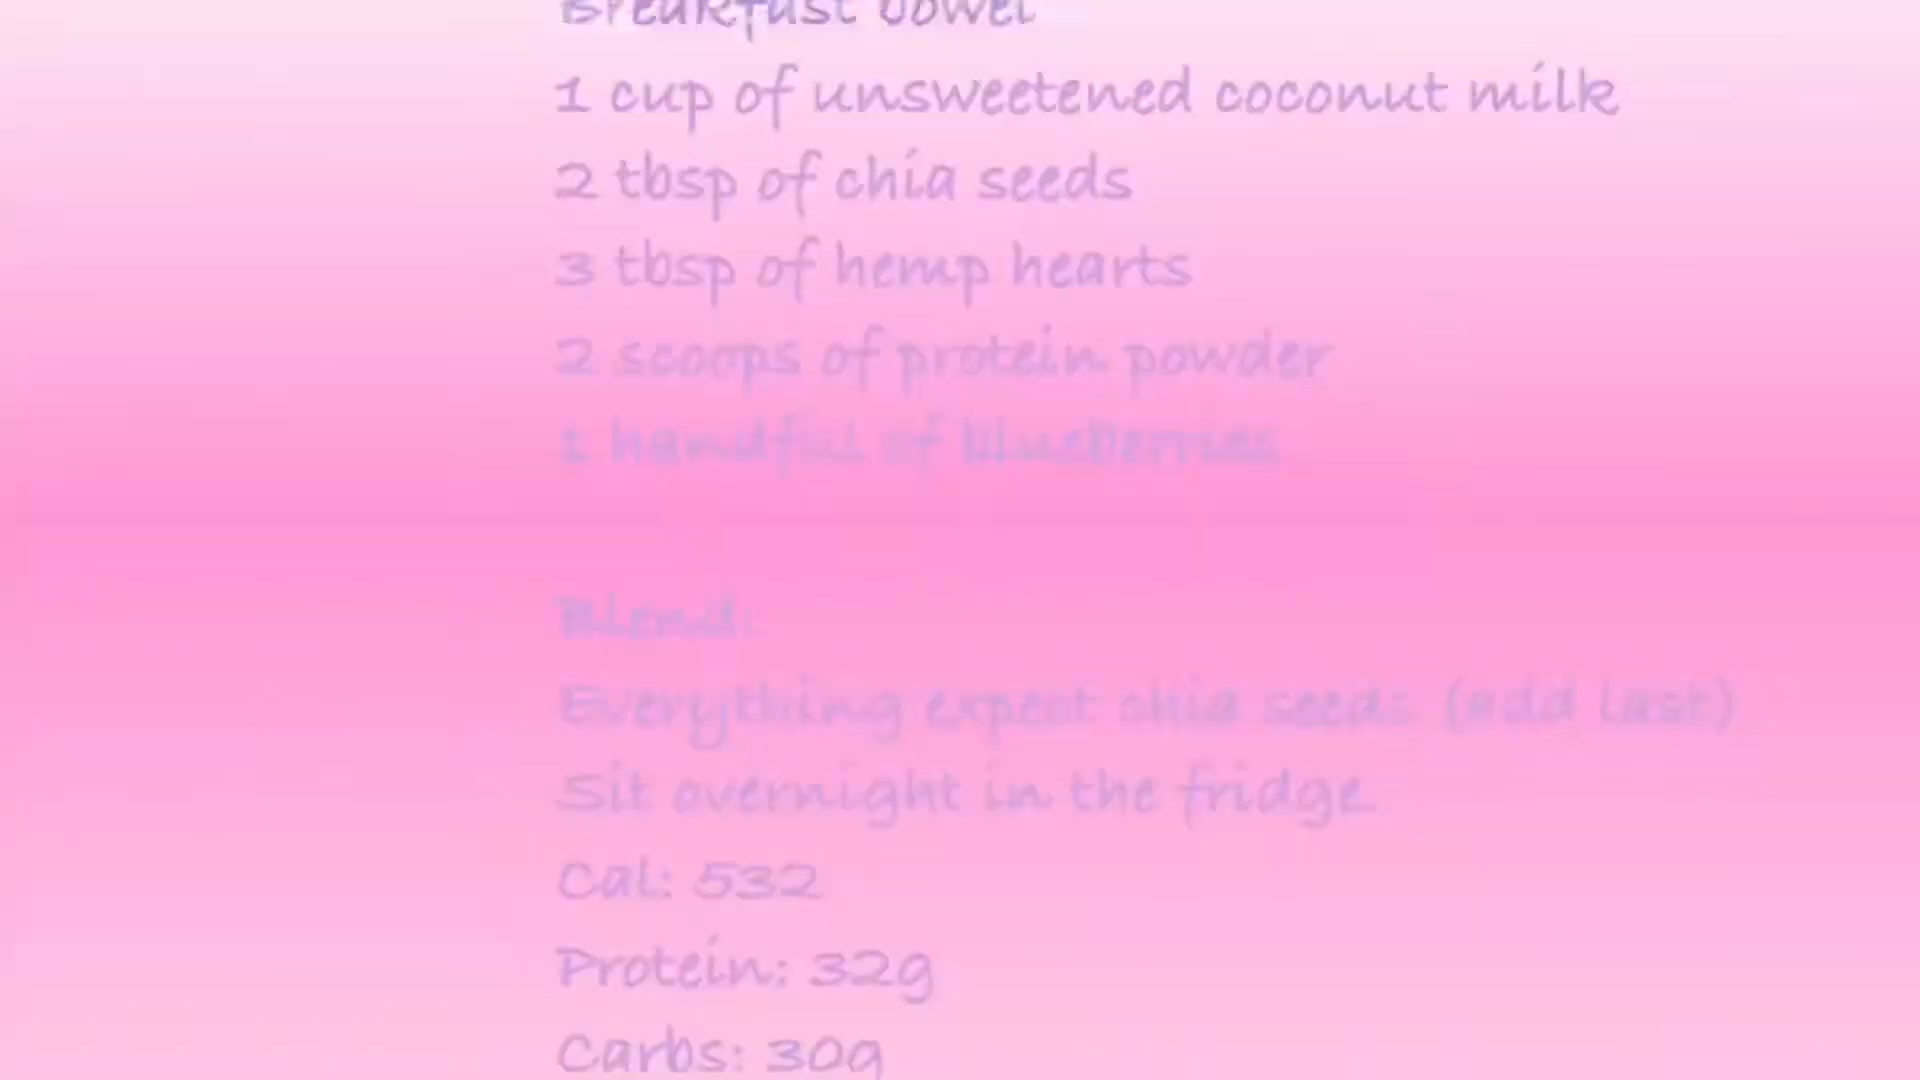 Breakfast bowel
1 cup of unsweetened coconut milk
2 tbsp of chia seeds
3 tbsp of hemp hearts
2 scoops of protein powder
1 handful of blueberries
Blend:
Everything expect chia seeds (add last)
Sit overnight in the fridge
Cal: 532
Protein: 32g
Carbs: 30g